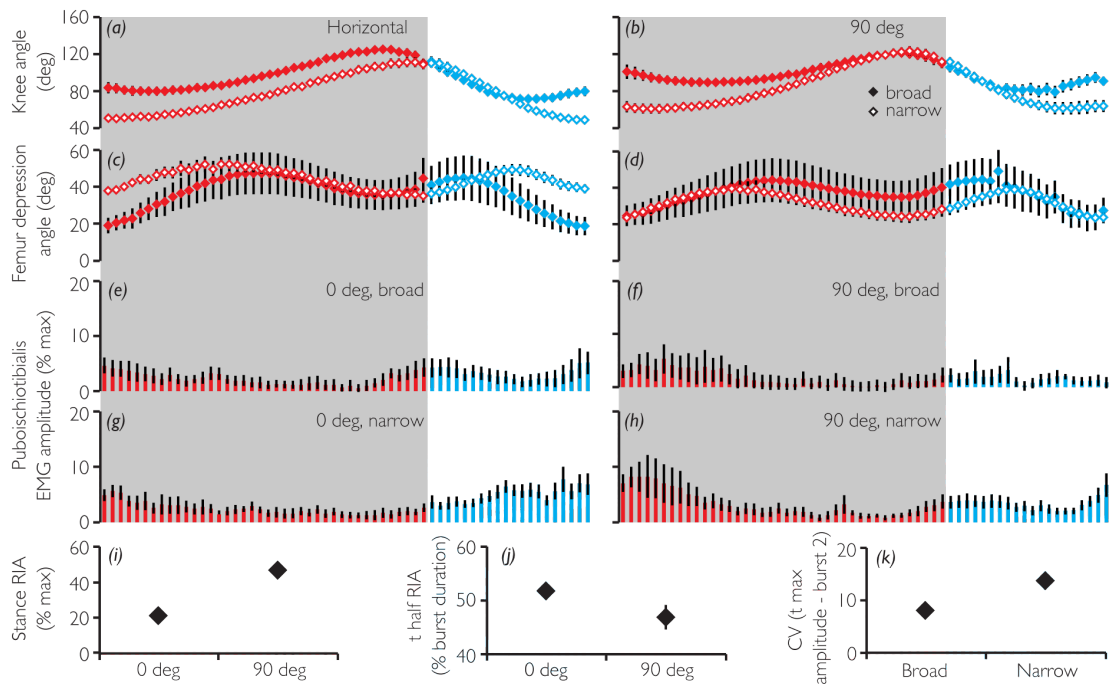 (a) Horizontal
(b) 90 deg
Knee angle
(deg)
160
120
80
40
broad
narrow
(c)
(d)
Femur depression
angle (deg)
60
40
20
0
(e) 0 deg, broad
(f) 90 deg, broad
20
10
0
Puboischiotibialis
EMG amplitude (% max)
(g) 0 deg, narrow
(h) 90 deg, narrow
20
10
0
(i)
Stance RIA
(% max)
60
40
20
0
0 deg 90 deg
(j)
t half RIA
(% burst duration)
60
50
40
0 deg 90 deg
(k)
CV (t max
amplitude - burst 2)
20
10
0
Broad Narrow